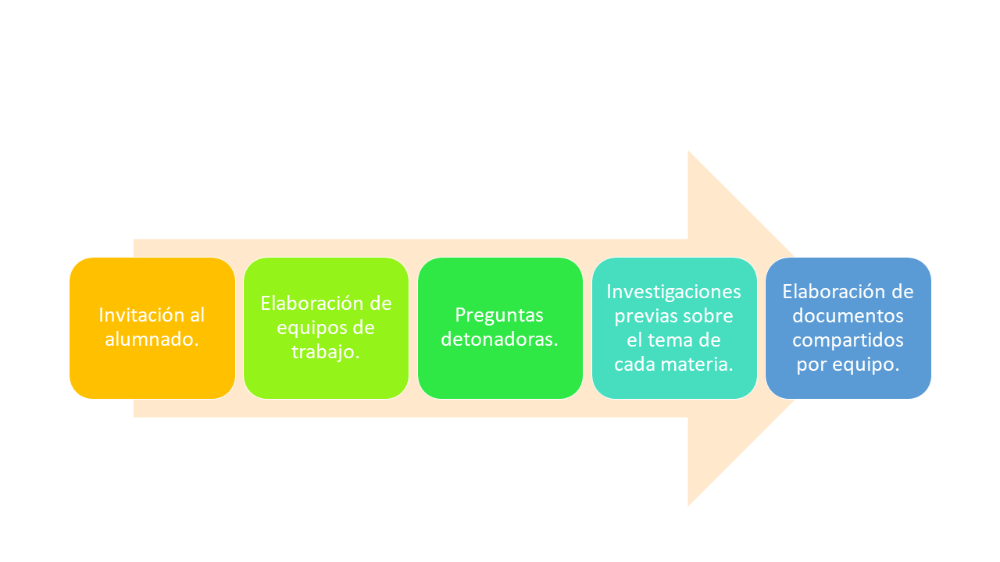 Invitación al
alumnado.
Elaboración de
equipos de
trabajo.
Preguntas
detonadoras.
Investigaciones
previas sobre
el tema de
cada materia.
Elaboración de
documentos
compartidos
por equipo.